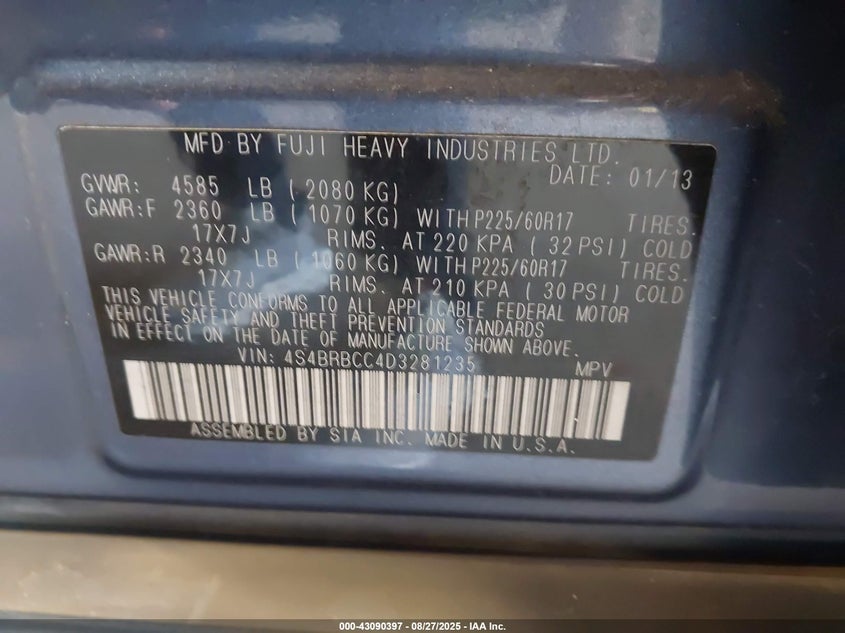 MFD BY FUJI HEAVY INDUSTRIES LTD.
DATE: 01/13
GVWR: 4585 LB ( 2080 KG)
GAWR:F 2360 LB ( 1070 KG) WITH P225/60R17 TIRES.
17X7J RIMS. AT 220 KPA ( 32 PSI) COLD
GAWR:R 2340 LB ( 1060 KG) WITH P225/60R17 TIRES.
17X7J RIMS. AT 210 KPA ( 30 PSI) COLD
THIS VEHICLE CONFORMS TO ALL APPLICABLE FEDERAL MOTOR
VEHICLE SAFETY AND THEFT PREVENTION STANDARDS
IN EFFECT ON THE DATE OF MANUFACTURE SHOWN ABOVE.
VIN: 4S4BRBCC4D3281235 MPV
ASSEMBLED BY SIA INC. MADE IN U.S.A.
000-43090397 - 08/27/2025 - IAA Inc.